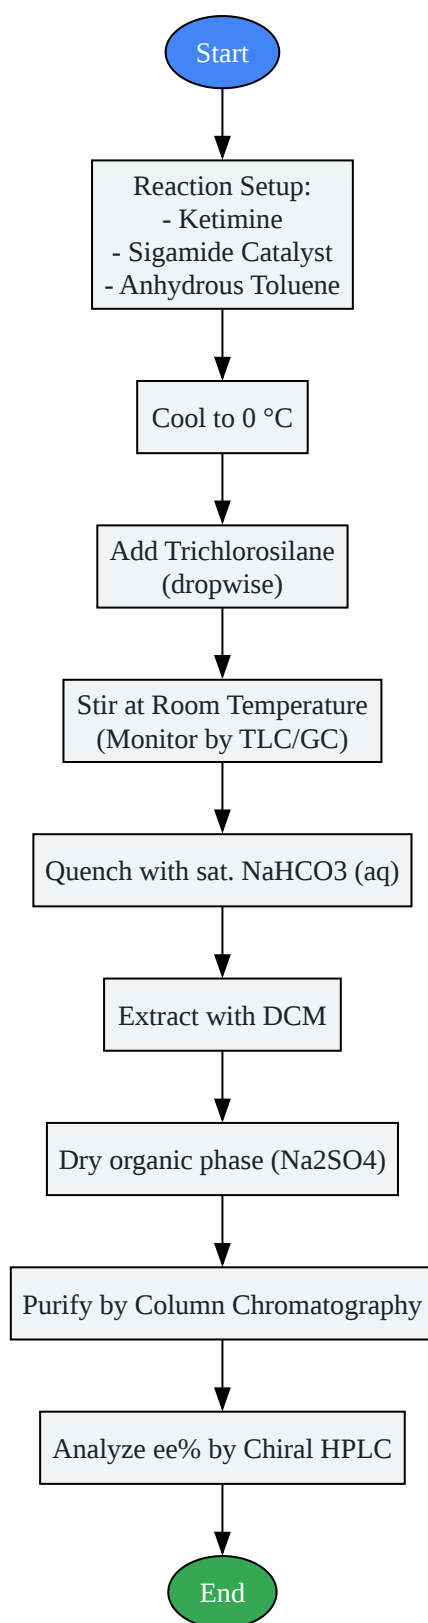 Start
Reaction Setup:
- Ketimine
- Sigamide Catalyst
- Anhydrous Toluene
Cool to 0 °C
Add Trichlorosilane
(dropwise)
Stir at Room Temperature
(Monitor by TLC/GC)
Quench with sat. NaHCO3 (aq)
Extract with DCM
Dry organic phase (Na2SO4)
Purify by Column Chromatography
Analyze ee% by Chiral HPLC
End